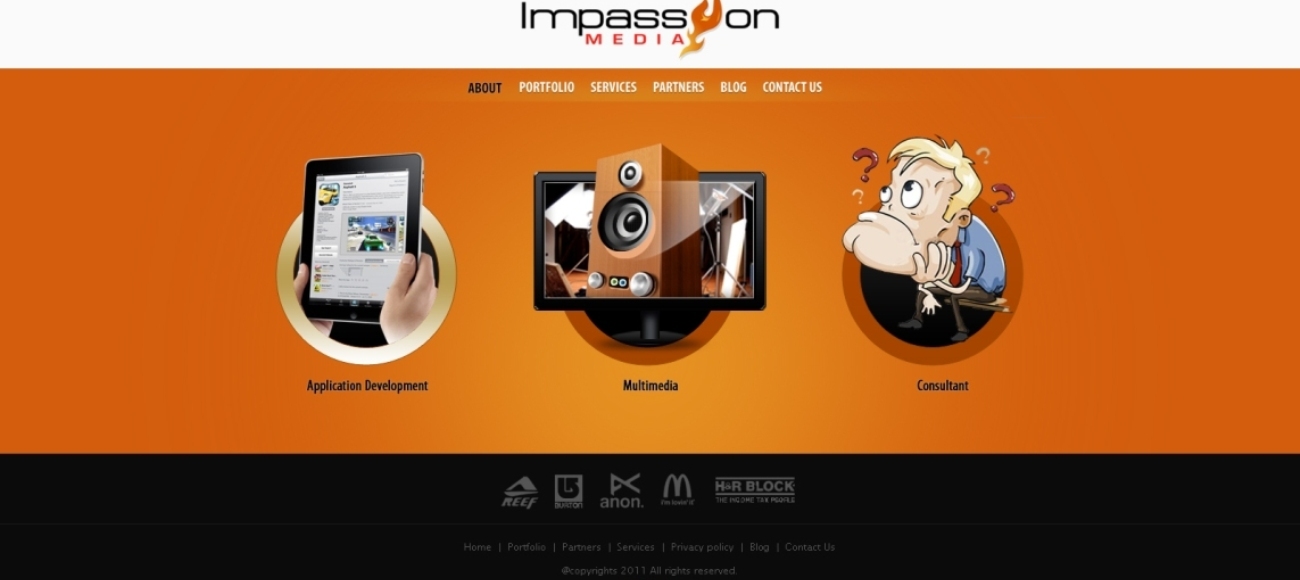 Impassion
MEDIA
ABOUT PORTFOLIO SERVICES PARTNERS BLOG CONTACT US
Application Development
Multimedia
Consultant
REEF BURTON anon. i'm lovin' it H&R BLOCK
THE INCOME TAX PEOPLE
Home | Portfolio | Partners | Services | Privacy policy | Blog | Contact Us
@copyrights 2011 All rights reserved.